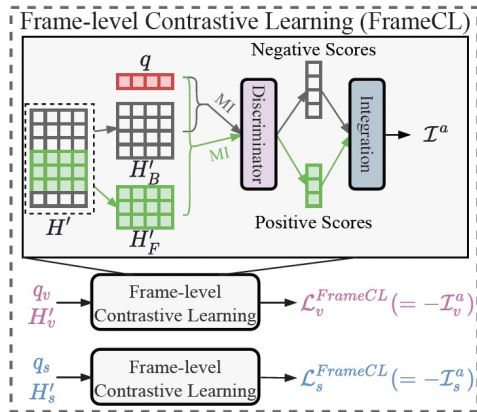 Frame-level Contrastive Learning (FrameCL)
Negative Scores
q
MI
MI
H'_B
H'
H'_F
Discriminator
Integration
I^a
Positive Scores
q_v
H'_v
Frame-level
Contrastive Learning
L_v^{FrameCL}(= −I_v^a)
q_s
H'_s
Frame-level
Contrastive Learning
L_s^{FrameCL}(= −I_s^a)